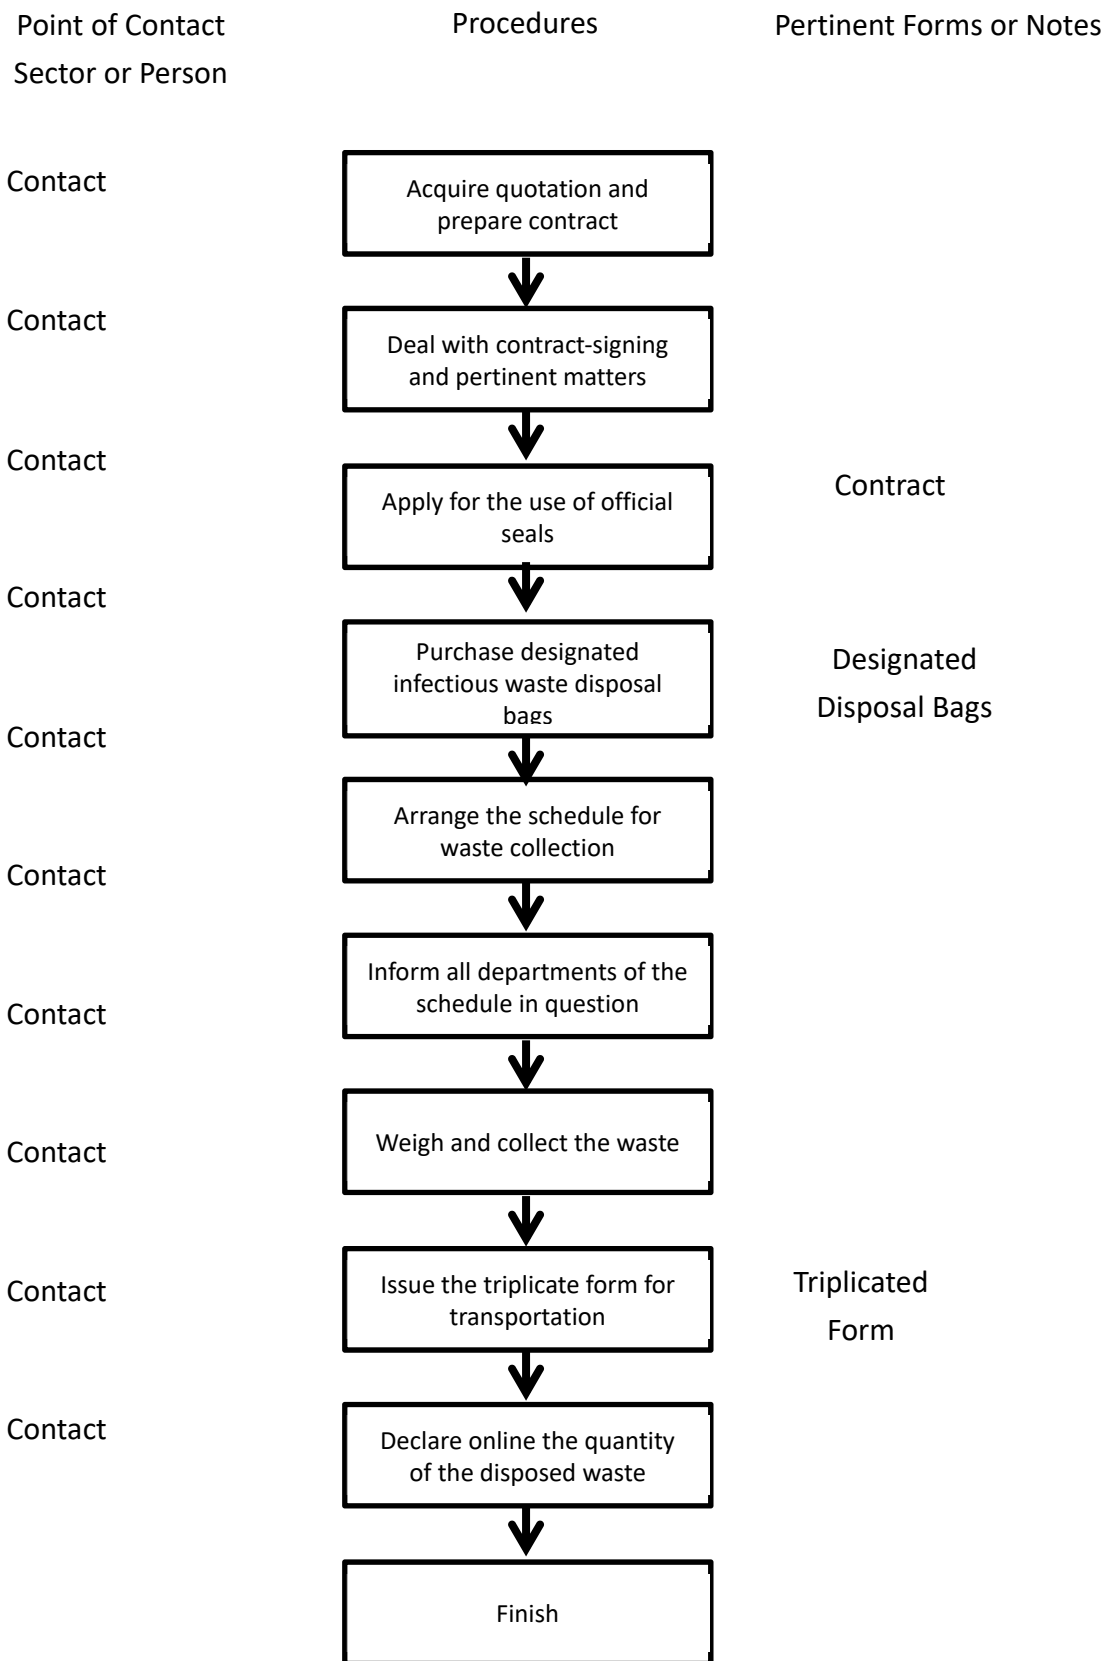 Point of Contact
Sector or Person
Procedures
Pertinent Forms or Notes
Contact
Acquire quotation and
prepare contract
Contact
Deal with contract-signing
and pertinent matters
Contact
Apply for the use of official
seals
Contract
Contact
Purchase designated
infectious waste disposal
bags
Designated
Disposal Bags
Contact
Arrange the schedule for
waste collection
Contact
Inform all departments of the
schedule in question
Contact
Weigh and collect the waste
Contact
Issue the triplicate form for
transportation
Triplicated
Form
Contact
Declare online the quantity
of the disposed waste
Contact
Finish